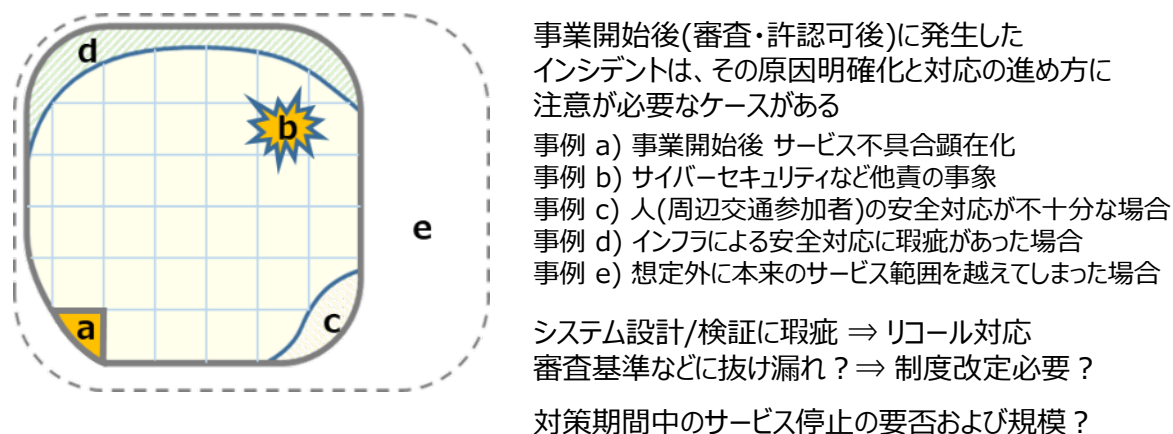 d
b
e
a
c
事業開始後(審査・許認可後)に発生した
インシデントは、その原因明確化と対応の進め方に
注意が必要なケースがある
事例 a) 事業開始後 サービス不具合顕在化
事例 b) サイバーセキュリティなど他責の事象
事例 c) 人(周辺交通参加者)の安全対応が不十分な場合
事例 d) インフラによる安全対応に瑕疵があった場合
事例 e) 想定外に本来のサービス範囲を越えてしまった場合
システム設計/検証に瑕疵 ⇒ リコール対応
審査基準などに抜け漏れ？⇒ 制度改定必要？
対策期間中のサービス停止の要否および規模？